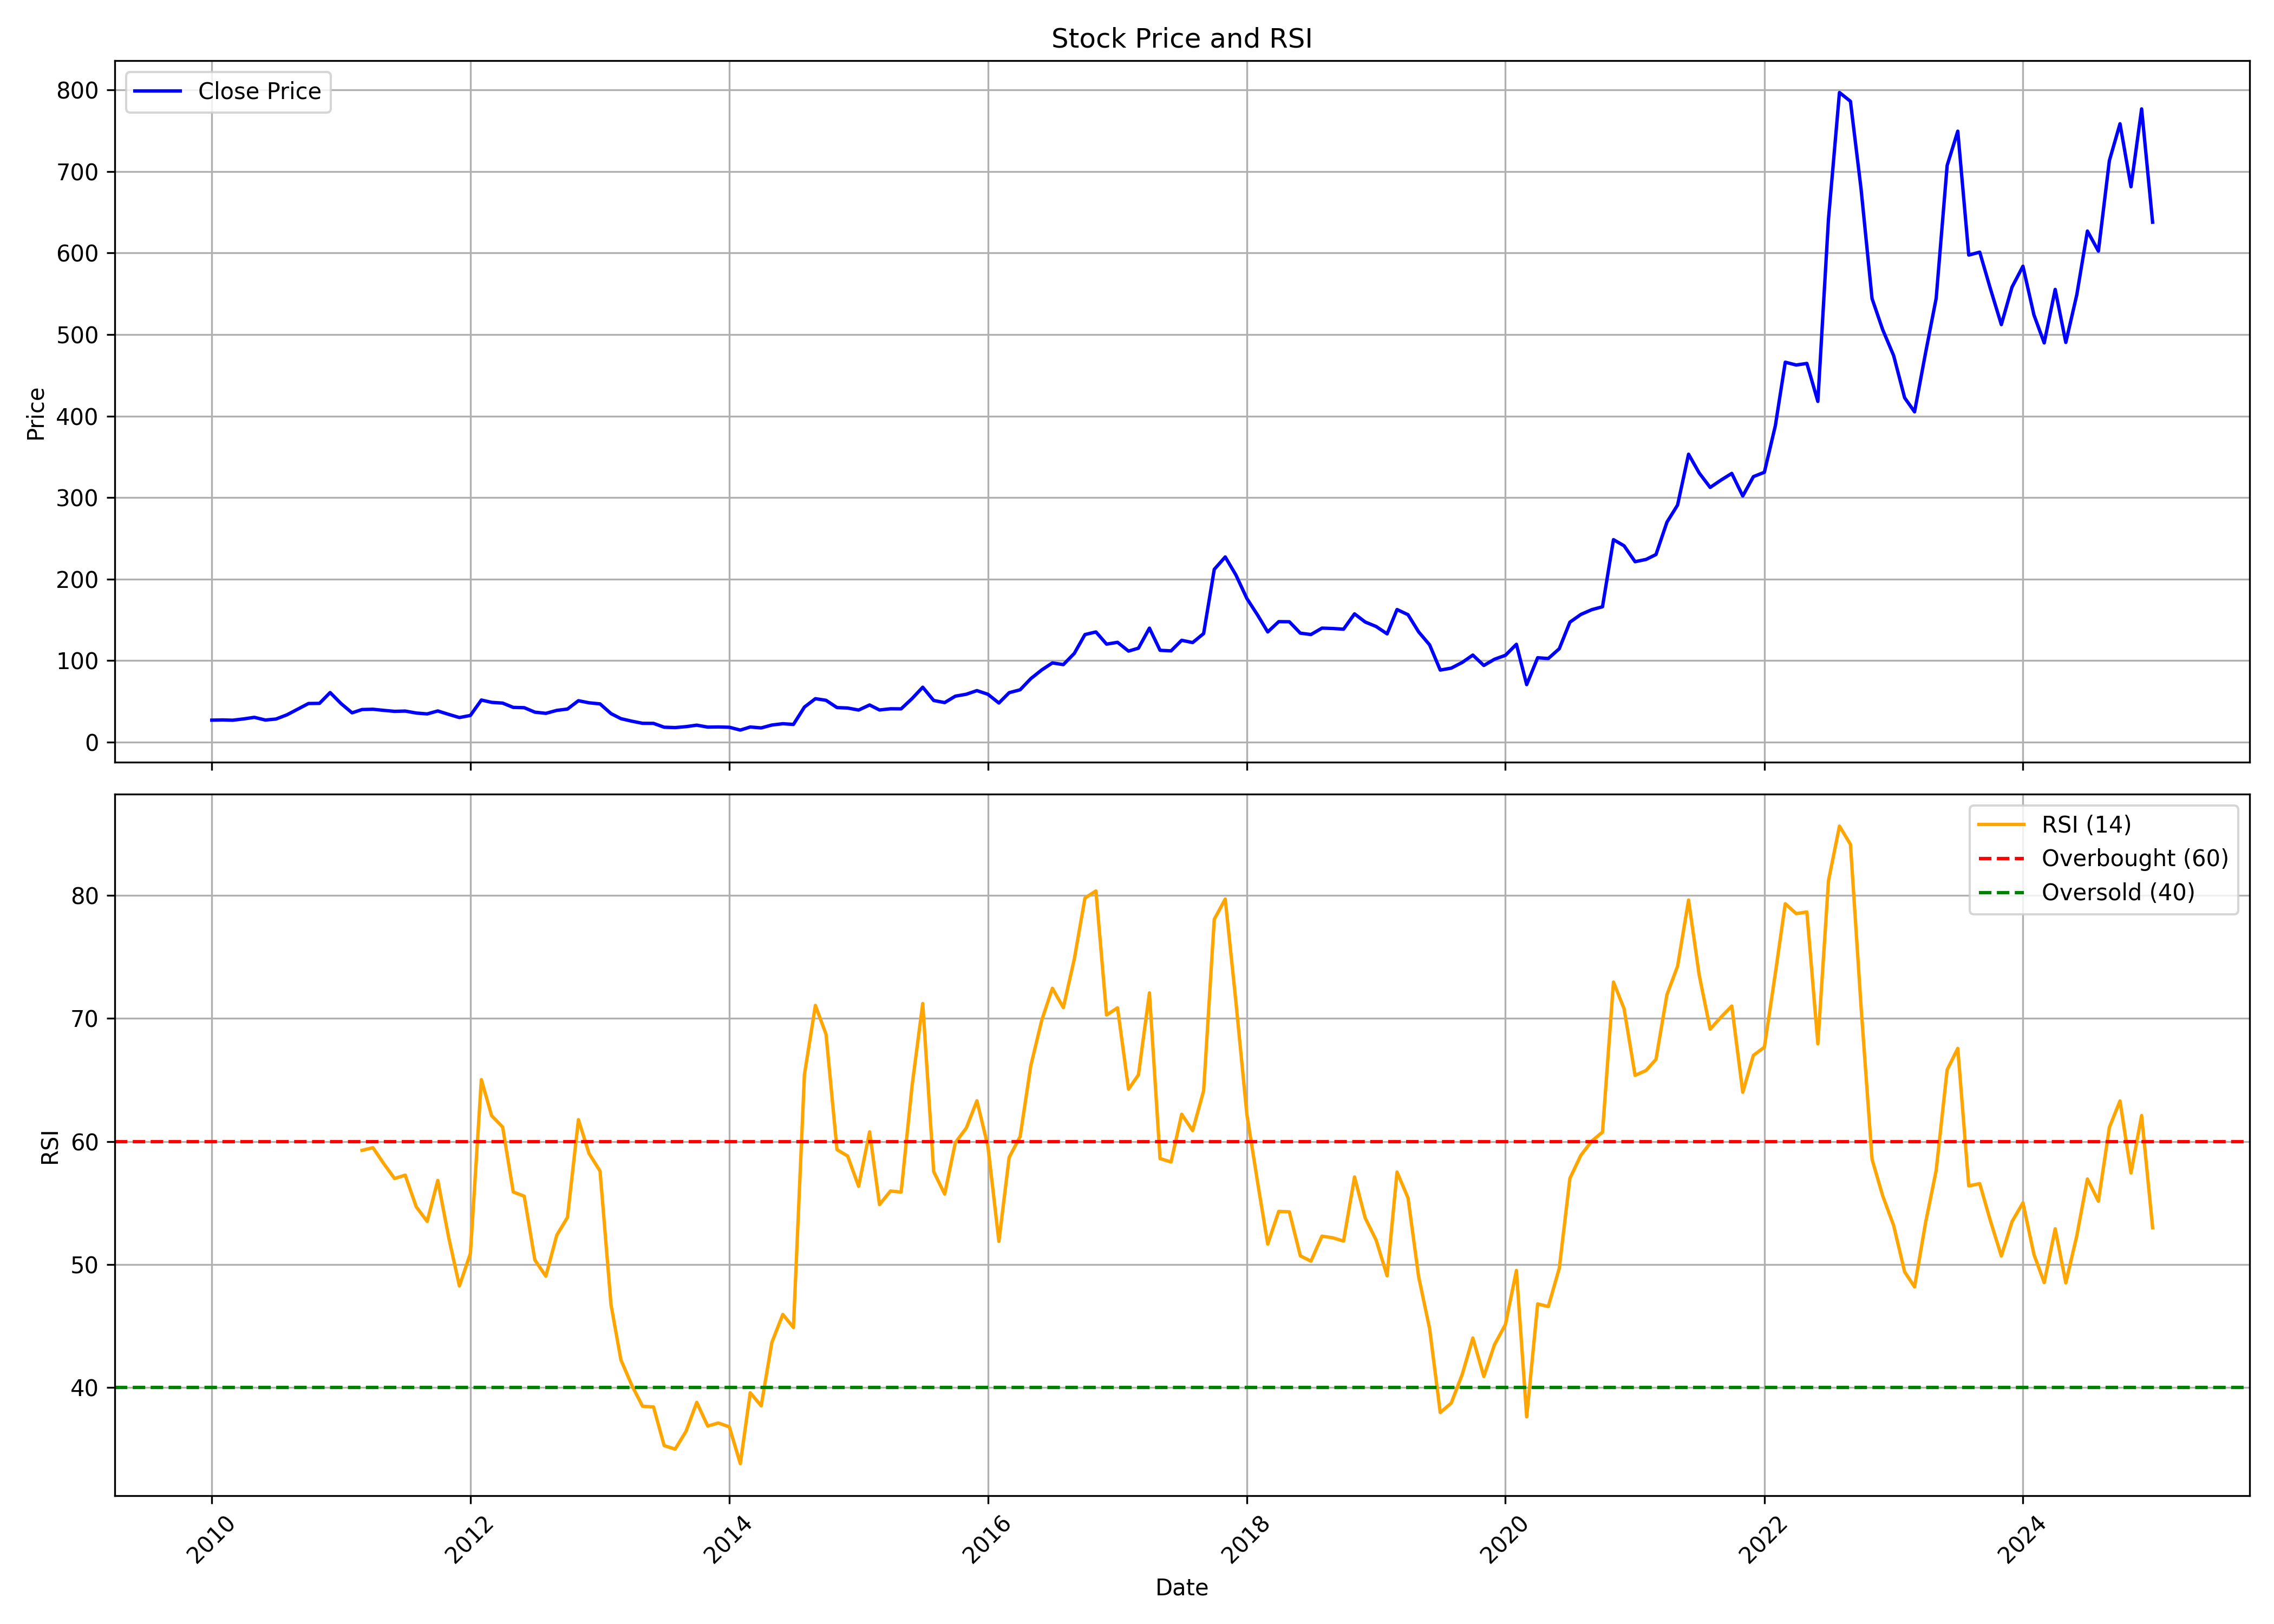 Stock Price and RSI
Close Price
800
700
600
500
400
300
200
100
0
Price
RSI (14)
Overbought (60)
Oversold (40)
80
70
60
50
40
RSI
2010
2012
2014
2016
2018
2020
2022
2024
Date